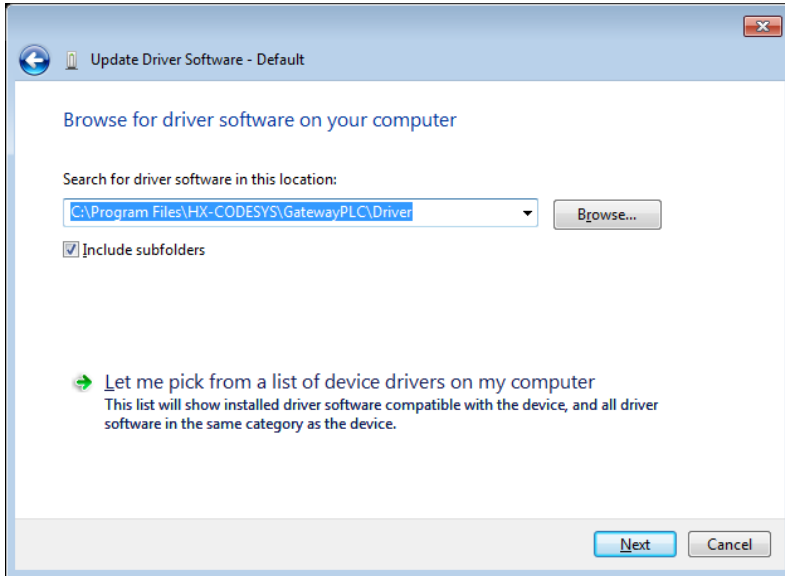 Update Driver Software - Default
Browse for driver software on your computer
Search for driver software in this location:
C:\Program Files\HX-CODESYS\GatewayPLC\Driver
Browse...
Include subfolders
Let me pick from a list of device drivers on my computer
This list will show installed driver software compatible with the device, and all driver
software in the same category as the device.
Next
Cancel